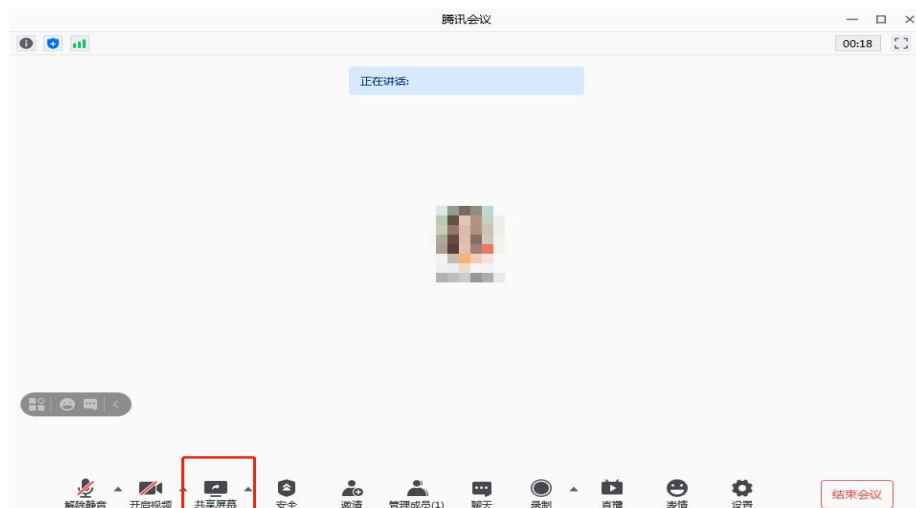 腾讯会议
00:18
正在讲话:
解除静音 开启视频 共享屏幕 安全 邀请 管理成员(1) 聊天 录制 直播 表情 设置 结束会议